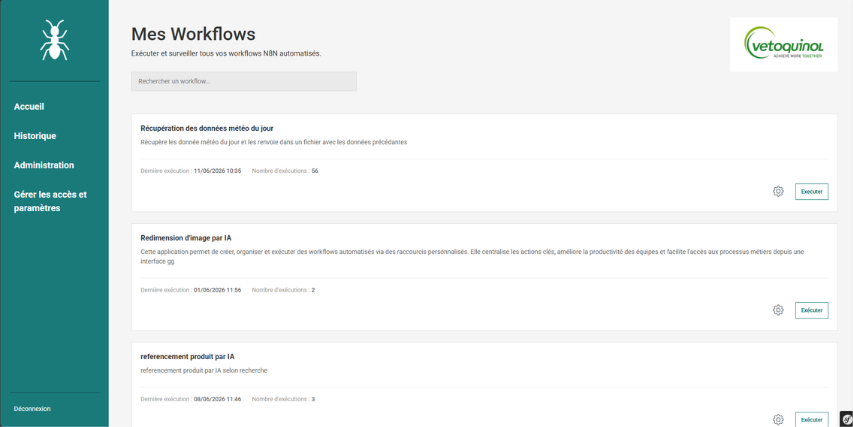 Mes Workflows
Exécuter et surveiller tous vos workflows N8N automatisés.
vetoquinol
ACHIEVE MORE TOGETHER
Rechercher un workflow...
Accueil
Historique
Administration
Gérer les accès et
paramètres
Déconnexion
Récupération des données météo du jour
Récupère les donnée météo du jour et les renvoie dans un fichier avec les données précédantes
Dernière exécution : 11/06/2026 10:35 Nombre d'exécutions : 56
Exécuter
Redimension d'image par IA
Cette application permet de créer, organiser et exécuter des workflows automatisés via des raccourcis personnalisés. Elle centralise les actions clés, améliore la productivité des équipes et facilite l'accès aux processus métiers depuis une
interface gg
Dernière exécution : 01/06/2026 11:56 Nombre d'exécutions : 2
Exécuter
referencement produit par IA
referencement produit par IA selon recherche
Dernière exécution : 08/06/2026 11:46 Nombre d'exécutions : 3
Exécuter